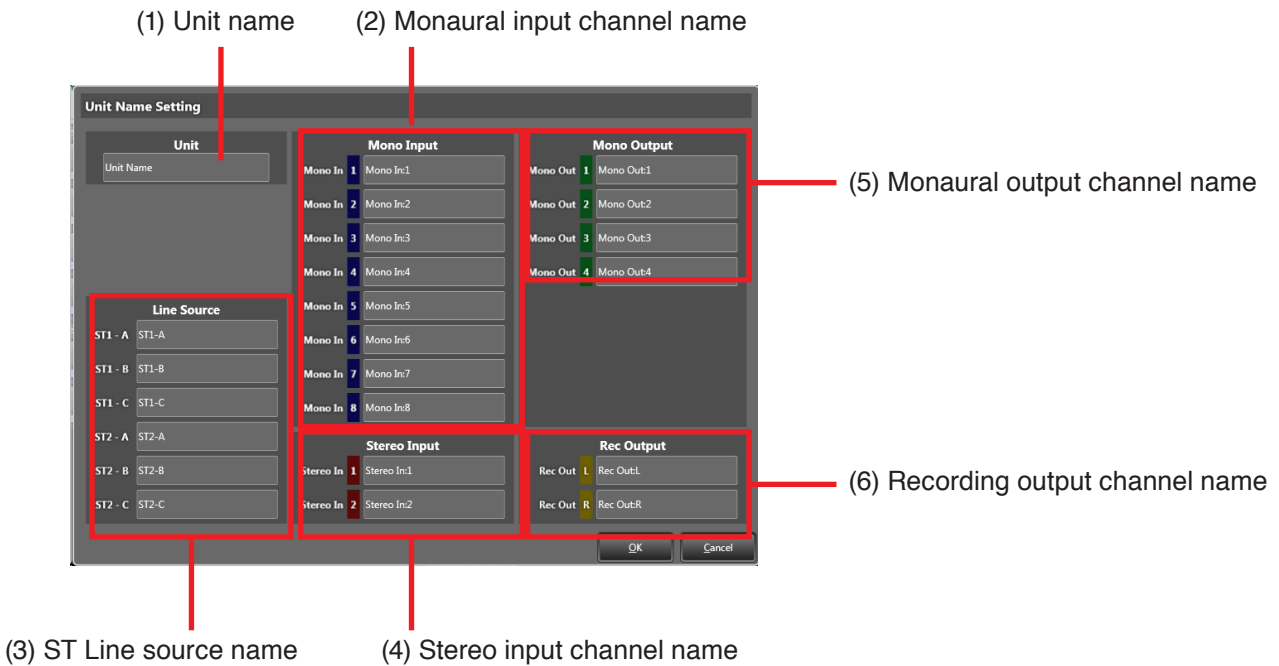 (1) Unit name
(2) Monaural input channel name
Unit Name Setting
Unit
Unit Name
Mono Input
Mono In 1 Mono In:1
Mono In 2 Mono In:2
Mono In 3 Mono In:3
Mono In 4 Mono In:4
Mono In 5 Mono In:5
Mono In 6 Mono In:6
Mono In 7 Mono In:7
Mono In 8 Mono In:8
Mono Output
Mono Out 1 Mono Out:1
Mono Out 2 Mono Out:2
Mono Out 3 Mono Out:3
Mono Out 4 Mono Out:4
(5) Monaural output channel name
Line Source
ST1 - A ST1-A
ST1 - B ST1-B
ST1 - C ST1-C
ST2 - A ST2-A
ST2 - B ST2-B
ST2 - C ST2-C
Stereo Input
Stereo In 1 Stereo In:1
Stereo In 2 Stereo In:2
Rec Output
Rec Out L Rec Out:L
Rec Out R Rec Out:R
(6) Recording output channel name
OK
Cancel
(3) ST Line source name
(4) Stereo input channel name